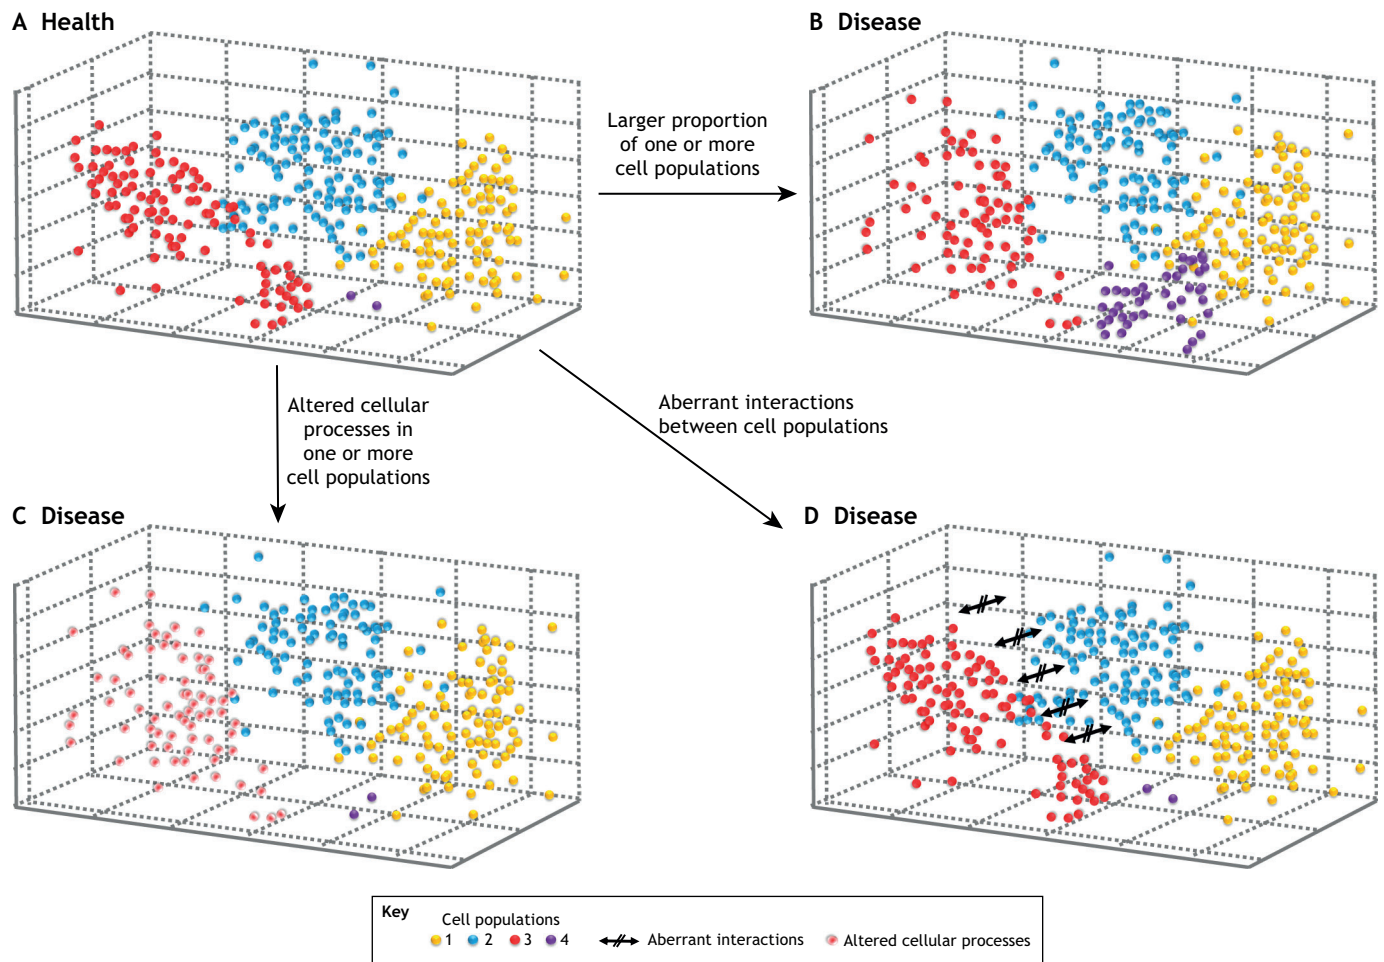 A Health
B Disease
Larger proportion
of one or more
cell populations
Altered cellular
processes in
one or more
cell populations
Aberrant interactions
between cell populations
C Disease
D Disease
Key
Cell populations
1 2 3 4 Aberrant interactions Altered cellular processes